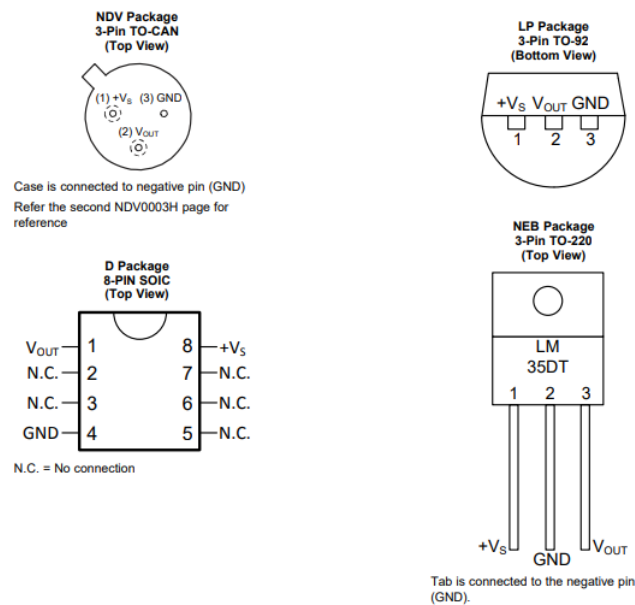 NDV Package
3-Pin TO-CAN
(Top View)
(1) +VS (3) GND
(2) VOUT
Case is connected to negative pin (GND)
Refer the second NDV0003H page for
reference
D Package
8-PIN SOIC
(Top View)
VOUT 1 8 +VS
N.C. 2 7 N.C.
N.C. 3 6 N.C.
GND 4 5 N.C.
N.C. = No connection
LP Package
3-Pin TO-92
(Bottom View)
+VS VOUT GND
1 2 3
NEB Package
3-Pin TO-220
(Top View)
LM
35DT
1 2 3
+VS GND VOUT
Tab is connected to the negative pin
(GND).